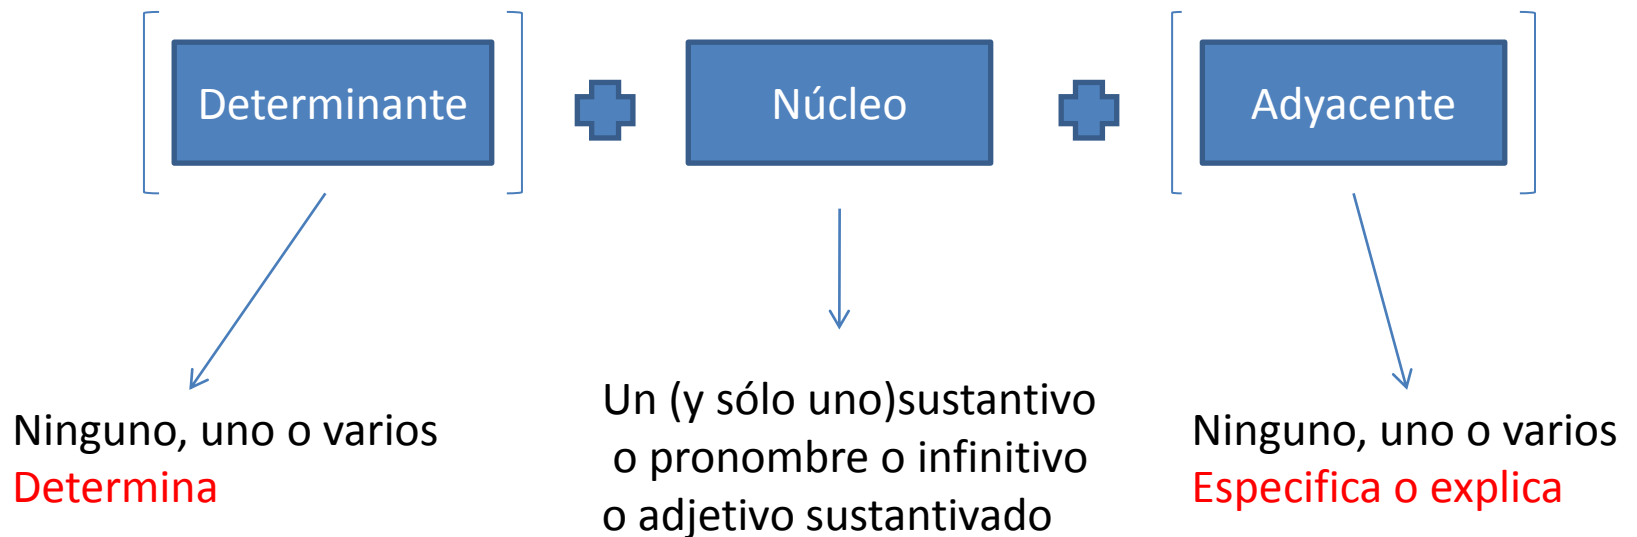 Determinante
Núcleo
Adyacente
Ninguno, uno o varios
Determina
Un (y sólo uno)sustantivo
o pronombre o infinitivo
o adjetivo sustantivado
Ninguno, uno o varios
Especifica o explica